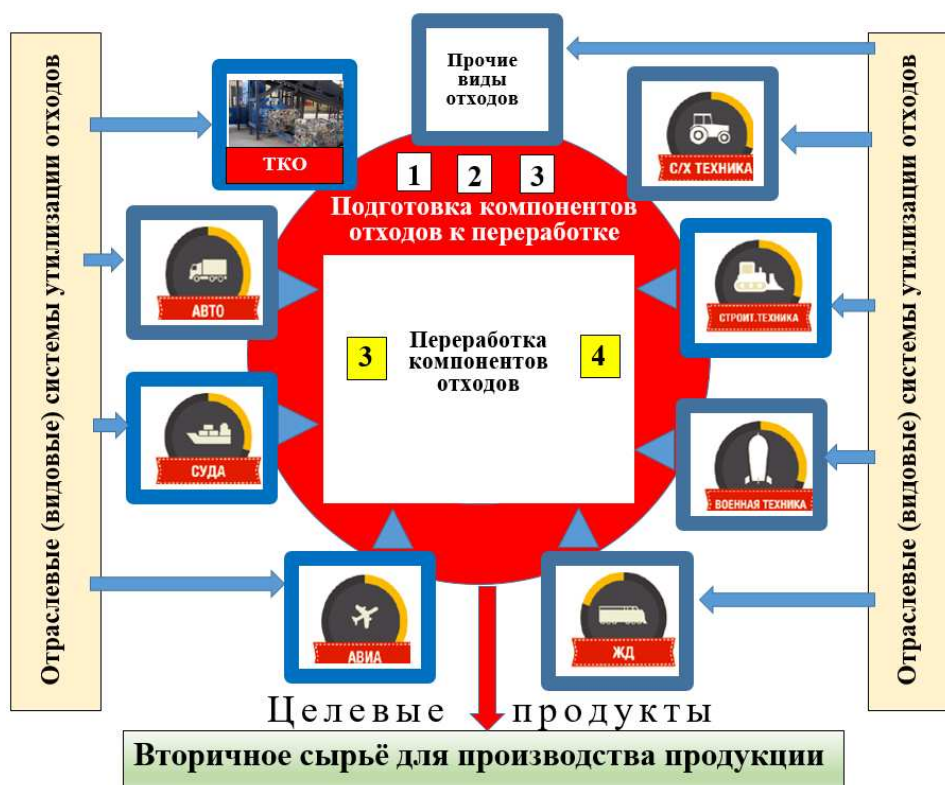 Отраслевые (видовые) системы утилизации отходов
Прочие
виды
отходов
ТКО
С/Х ТЕХНИКА
1 2 3
Подготовка компонентов
отходов к переработке
АВТО
СТРОИТ.ТЕХНИКА
3
Переработка
компонентов
отходов
4
СУДА
ВОЕННАЯ ТЕХНИКА
АВИА
ЖД
Отраслевые (видовые) системы утилизации отходов
Целевые продукты
Вторичное сырьё для производства продукции